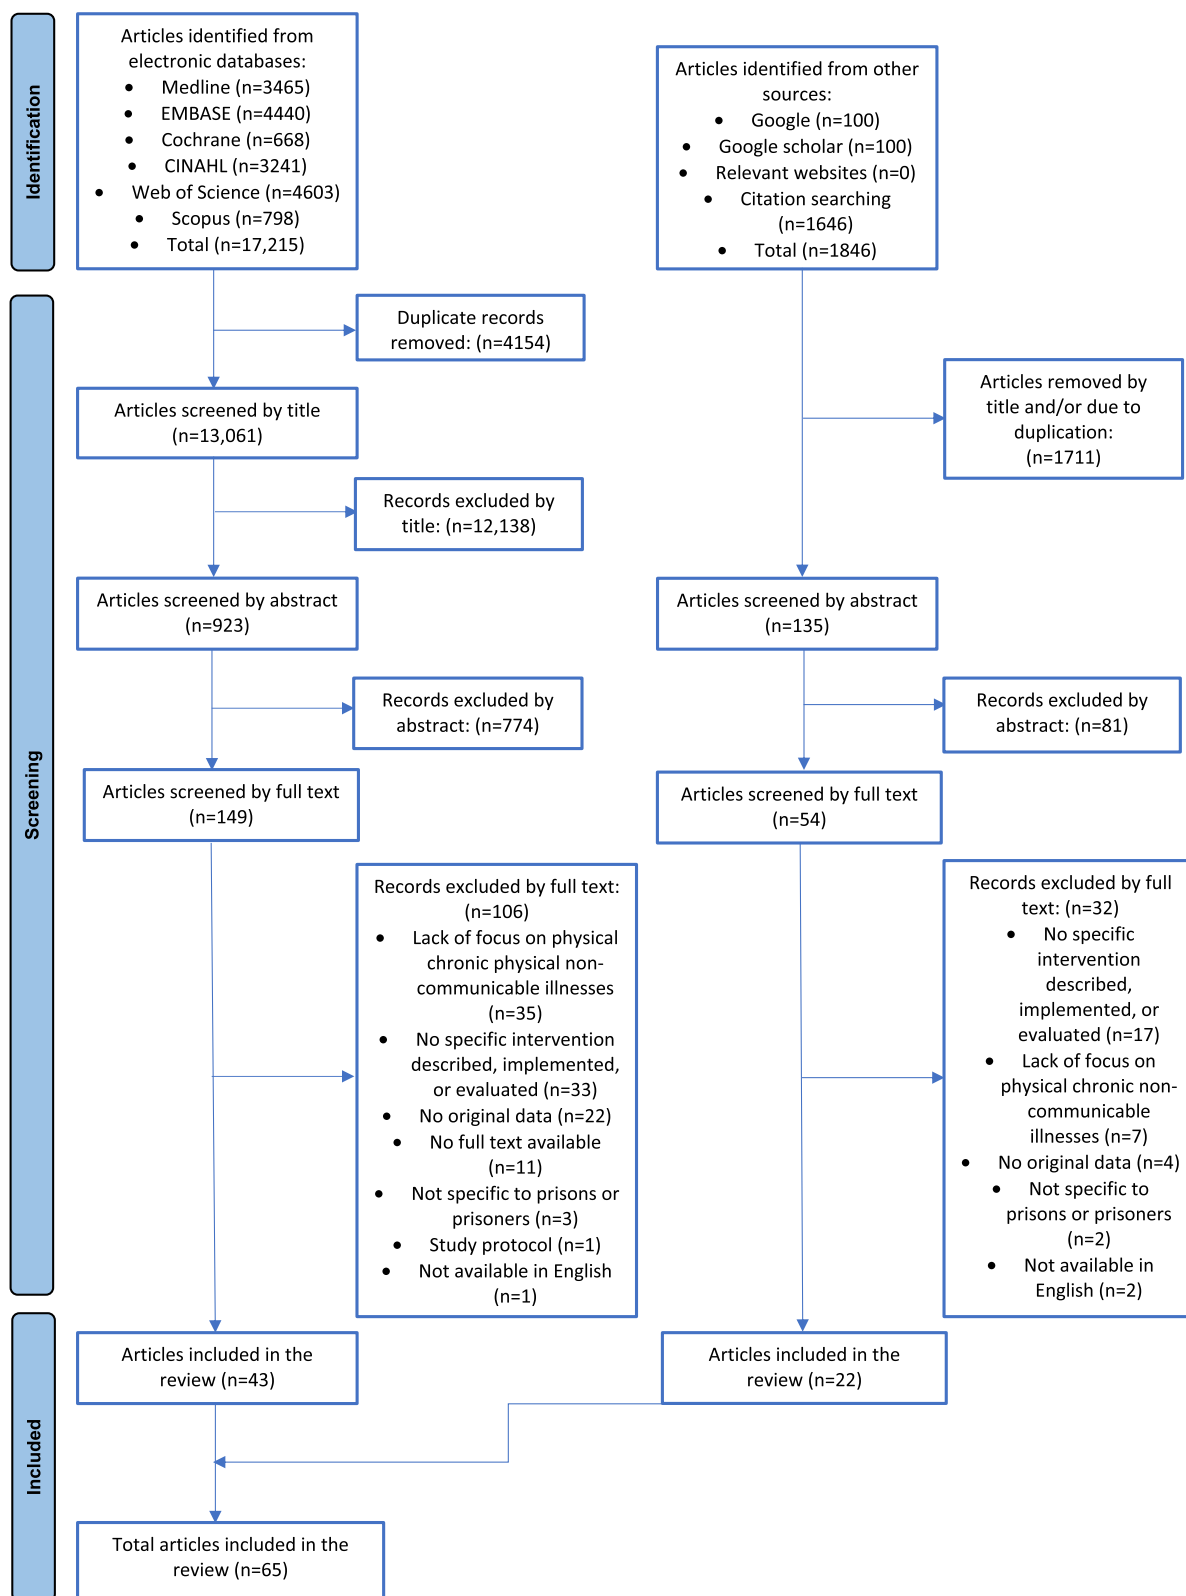 Identification
Articles identified from
electronic databases:
• Medline (n=3465)
• EMBASE (n=4440)
• Cochrane (n=668)
• CINAHL (n=3241)
• Web of Science (n=4603)
• Scopus (n=798)
• Total (n=17,215)
Articles identified from other
sources:
• Google (n=100)
• Google scholar (n=100)
• Relevant websites (n=0)
• Citation searching
(n=1646)
• Total (n=1846)
Screening
Duplicate records
removed: (n=4154)
Articles removed by
title and/or due to
duplication:
(n=1711)
Articles screened by title
(n=13,061)
Records excluded by
title: (n=12,138)
Articles screened by abstract
(n=923)
Articles screened by abstract
(n=135)
Records excluded by
abstract: (n=774)
Records excluded by
abstract: (n=81)
Articles screened by full text
(n=149)
Articles screened by full text
(n=54)
Records excluded by full text:
(n=106)
• Lack of focus on physical
chronic physical non-
communicable illnesses
(n=35)
• No specific intervention
described, implemented,
or evaluated (n=33)
• No original data (n=22)
• No full text available
(n=11)
• Not specific to prisons or
prisoners (n=3)
• Study protocol (n=1)
• Not available in English
(n=1)
Records excluded by full
text: (n=32)
• No specific
intervention
described,
implemented, or
evaluated (n=17)
• Lack of focus on
physical chronic non-
communicable
illnesses (n=7)
• No original data (n=4)
• Not specific to
prisons or prisoners
(n=2)
• Not available in
English (n=2)
Included
Articles included in the
review (n=43)
Articles included in the
review (n=22)
Total articles included in the
review (n=65)